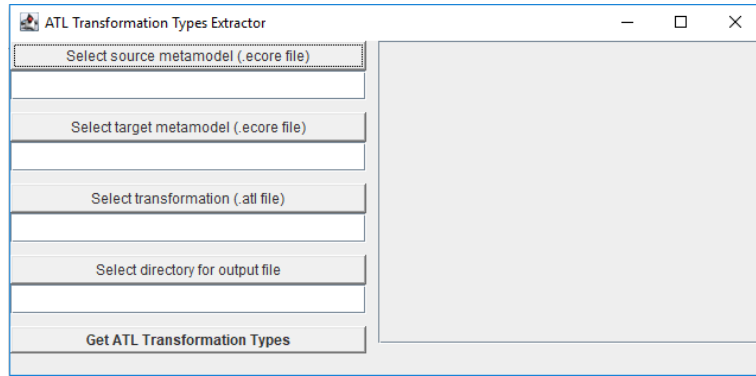 ATL Transformation Types Extractor
Select source metamodel (.ecore file)
Select target metamodel (.ecore file)
Select transformation (.atl file)
Select directory for output file
Get ATL Transformation Types